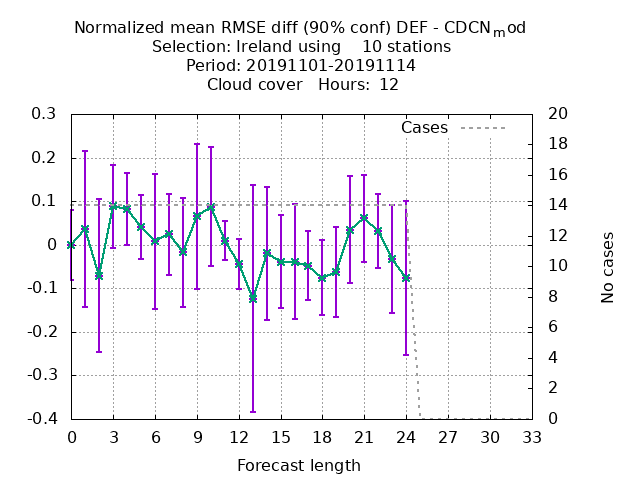 Normalized mean RMSE diff (90% conf) DEF - CDCNmod
Selection: Ireland using    10 stations
Period: 20191101-20191114
Cloud cover   Hours:  12
Cases
0.3
0.2
0.1
0
-0.1
-0.2
-0.3
-0.4
20
18
16
14
12
10
8
6
4
2
0
No cases
0 3 6 9 12 15 18 21 24 27 30 33
Forecast length